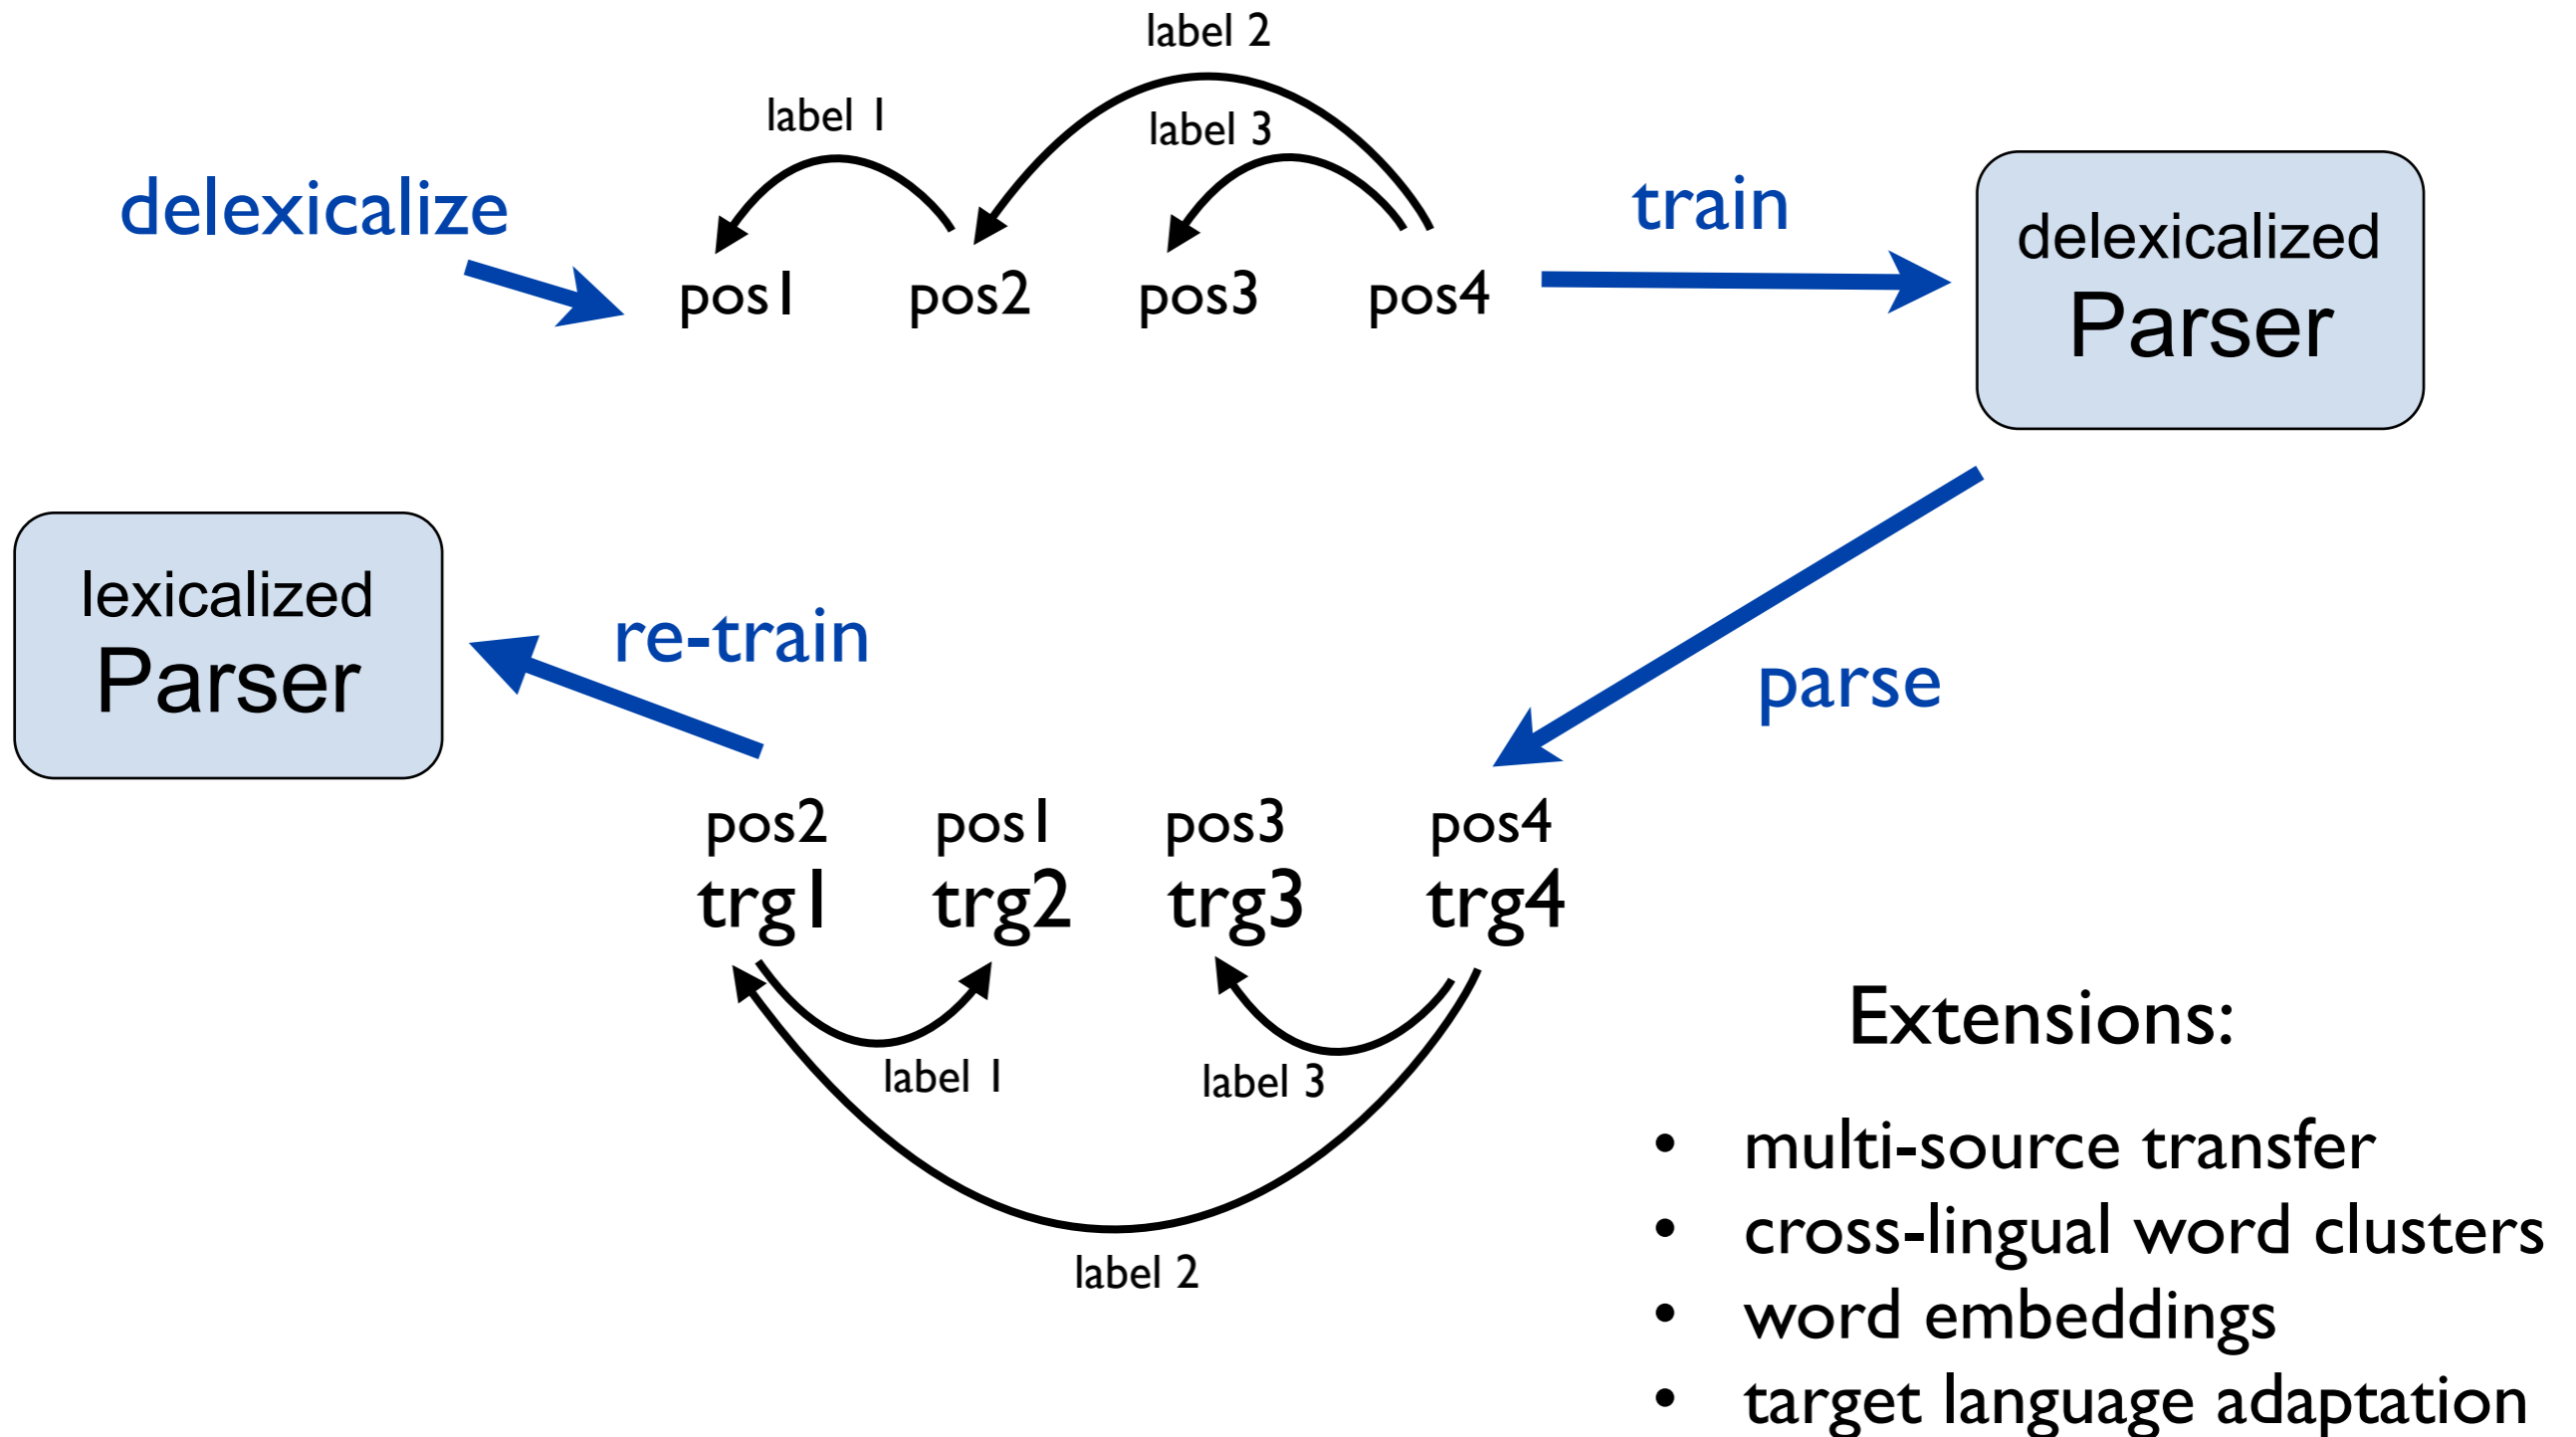 label 2
label 1
label 3
delexicalize
train
pos1 pos2 pos3 pos4
delexicalized
Parser
lexicalized
Parser
re-train
parse
pos2 pos1 pos3 pos4
trg1 trg2 trg3 trg4
label 1
label 3
label 2
Extensions:
• multi-source transfer
• cross-lingual word clusters
• word embeddings
• target language adaptation